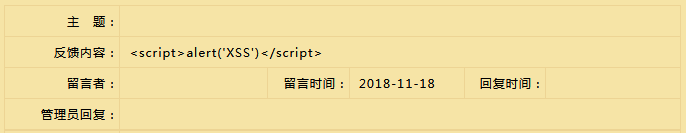 主　题：
反馈内容： <script>alert('XSS')</script>
留言者： 留言时间： 2018-11-18 回复时间：
管理员回复：